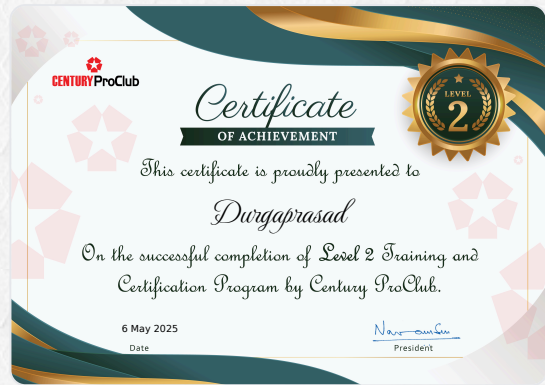 CENTURY ProClub
Certificate
OF ACHIEVEMENT
LEVEL
2
This certificate is proudly presented to
Durgaprasad
On the successful completion of Level 2 Training and
Certification Program by Century ProClub.
6 May 2025
Date
President